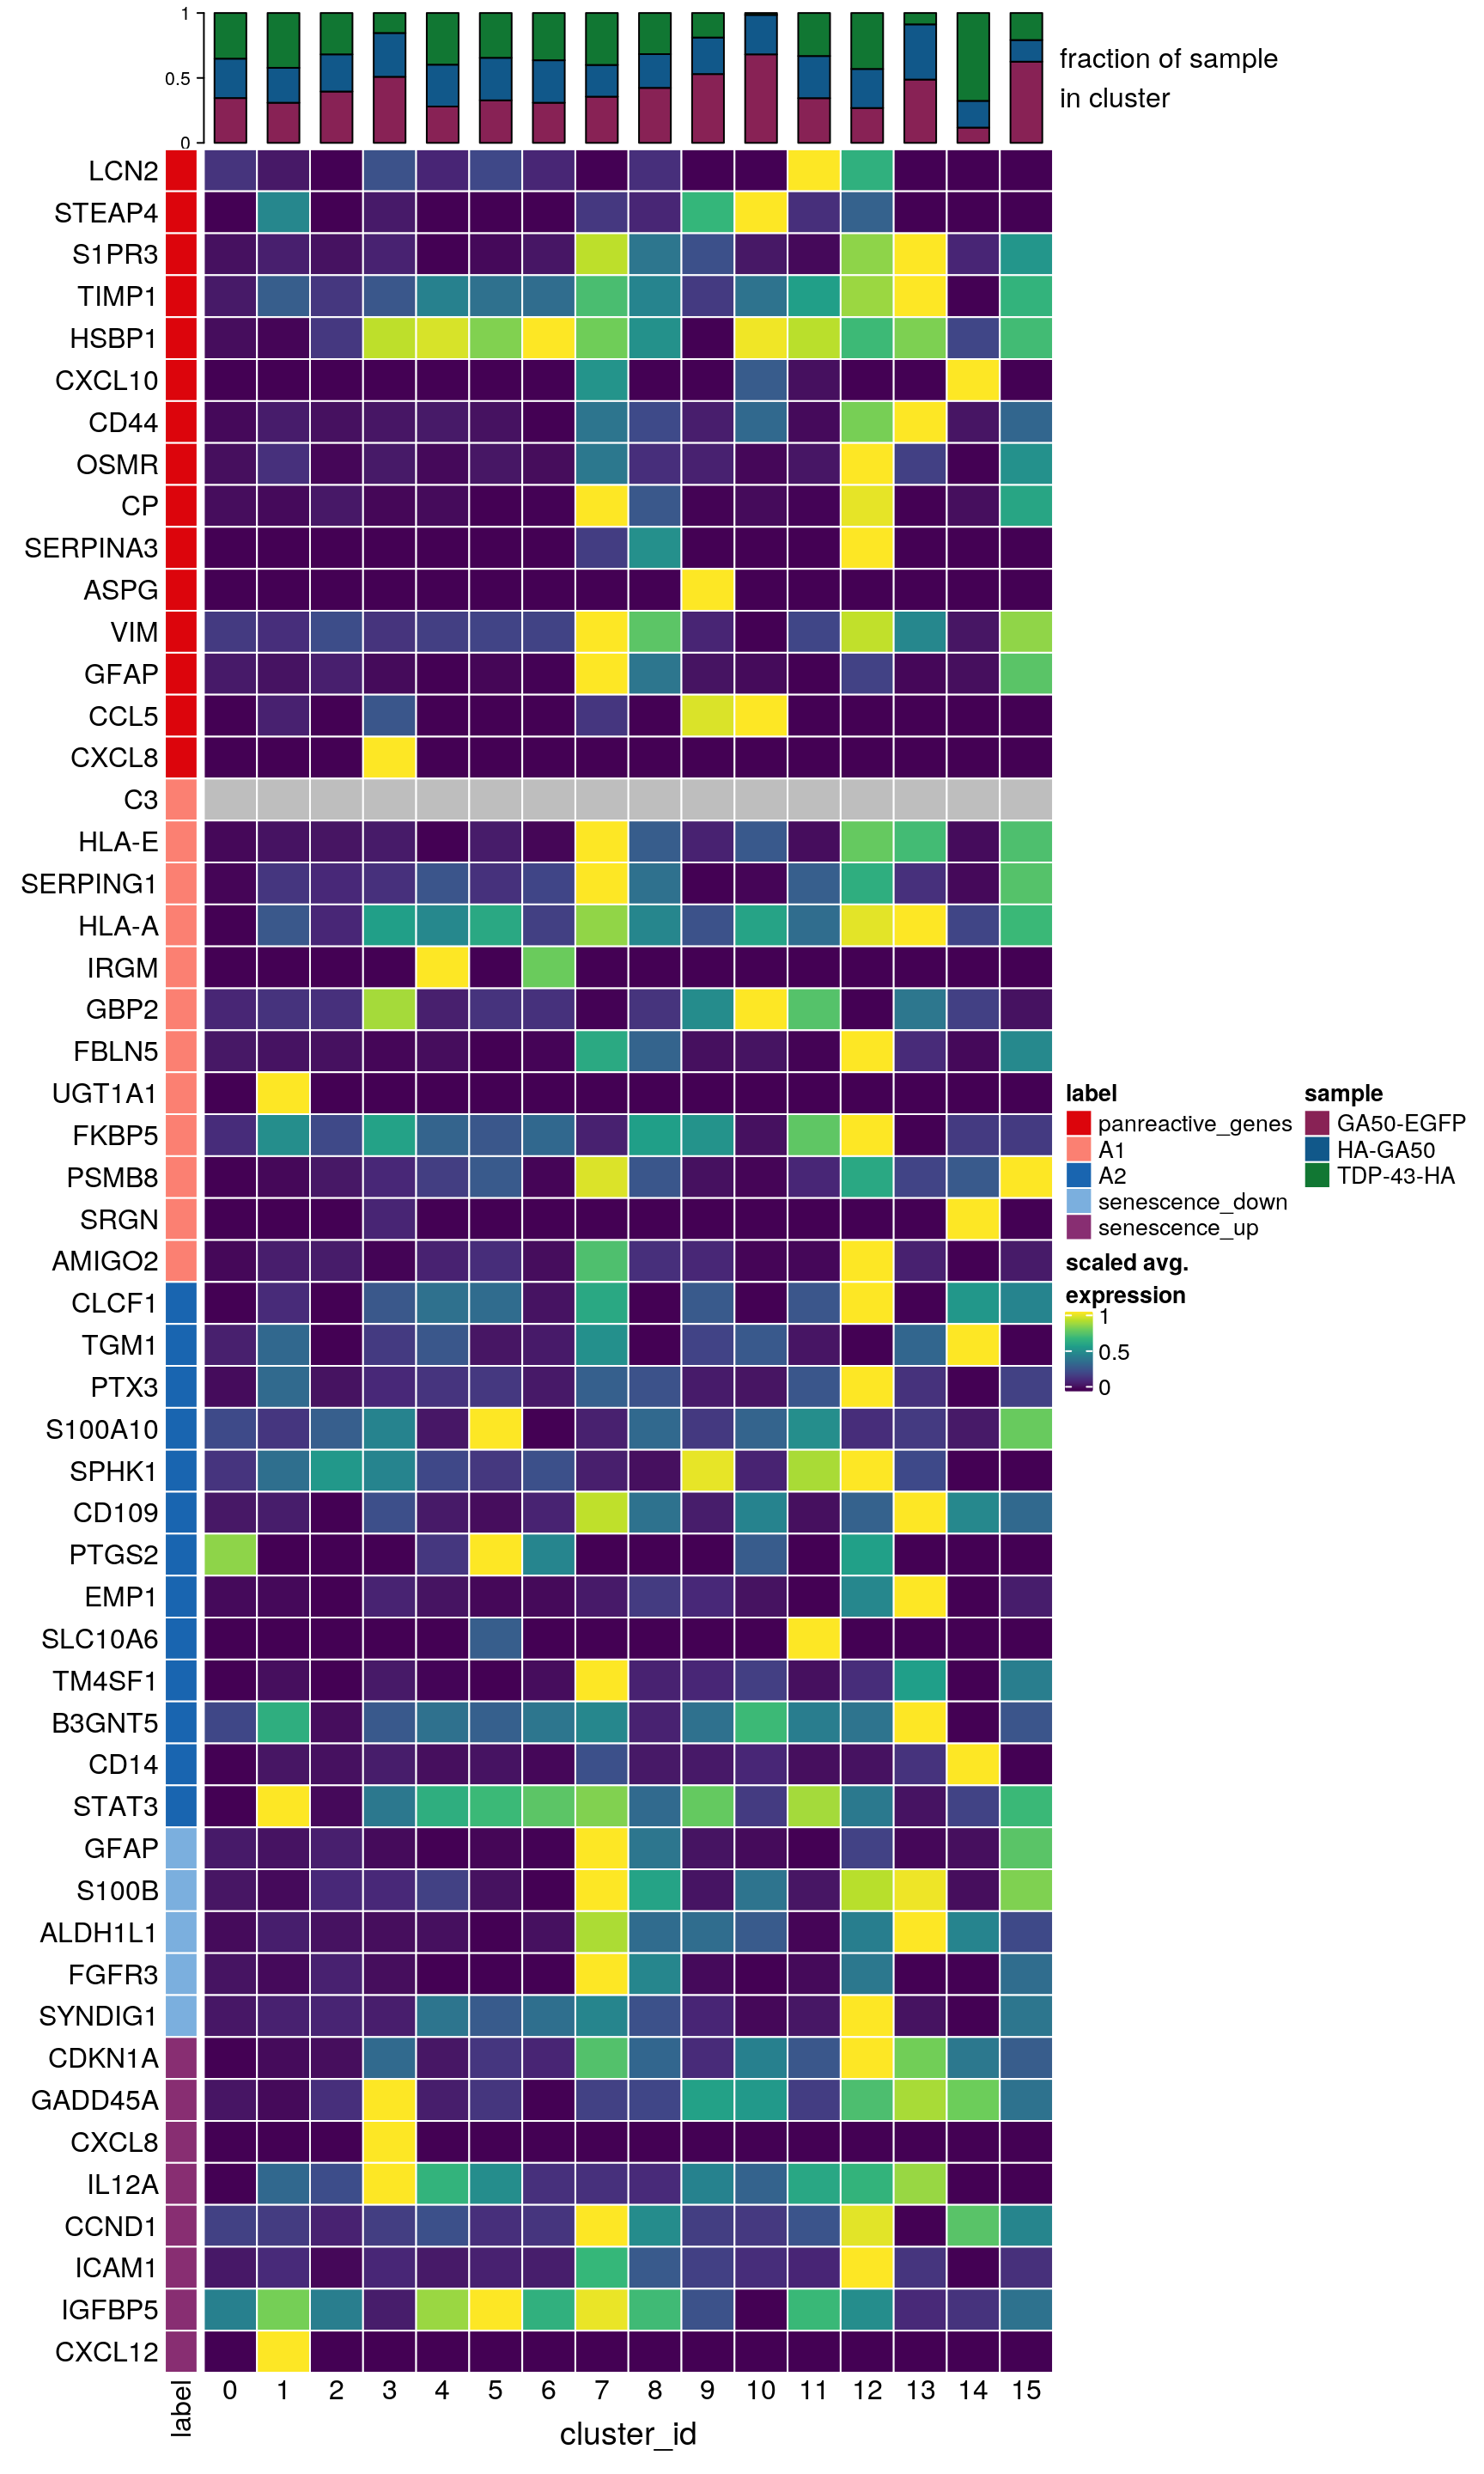 1
0.5
0
fraction of sample
in cluster
LCN2
STEAP4
S1PR3
TIMP1
HSBP1
CXCL10
CD44
OSMR
CP
SERPINA3
ASPG
VIM
GFAP
CCL5
CXCL8
C3
HLA-E
SERPING1
HLA-A
IRGM
GBP2
FBLN5
UGT1A1
FKBP5
PSMB8
SRGN
AMIGO2
CLCF1
TGM1
PTX3
S100A10
SPHK1
CD109
PTGS2
EMP1
SLC10A6
TM4SF1
B3GNT5
CD14
STAT3
GFAP
S100B
ALDH1L1
FGFR3
SYNDIG1
CDKN1A
GADD45A
CXCL8
IL12A
CCND1
ICAM1
IGFBP5
CXCL12
label
0 1 2 3 4 5 6 7 8 9 10 11 12 13 14 15
cluster_id
label
panreactive_genes
A1
A2
senescence_down
senescence_up
sample
GA50-EGFP
HA-GA50
TDP-43-HA
scaled avg.
expression
1
0.5
0